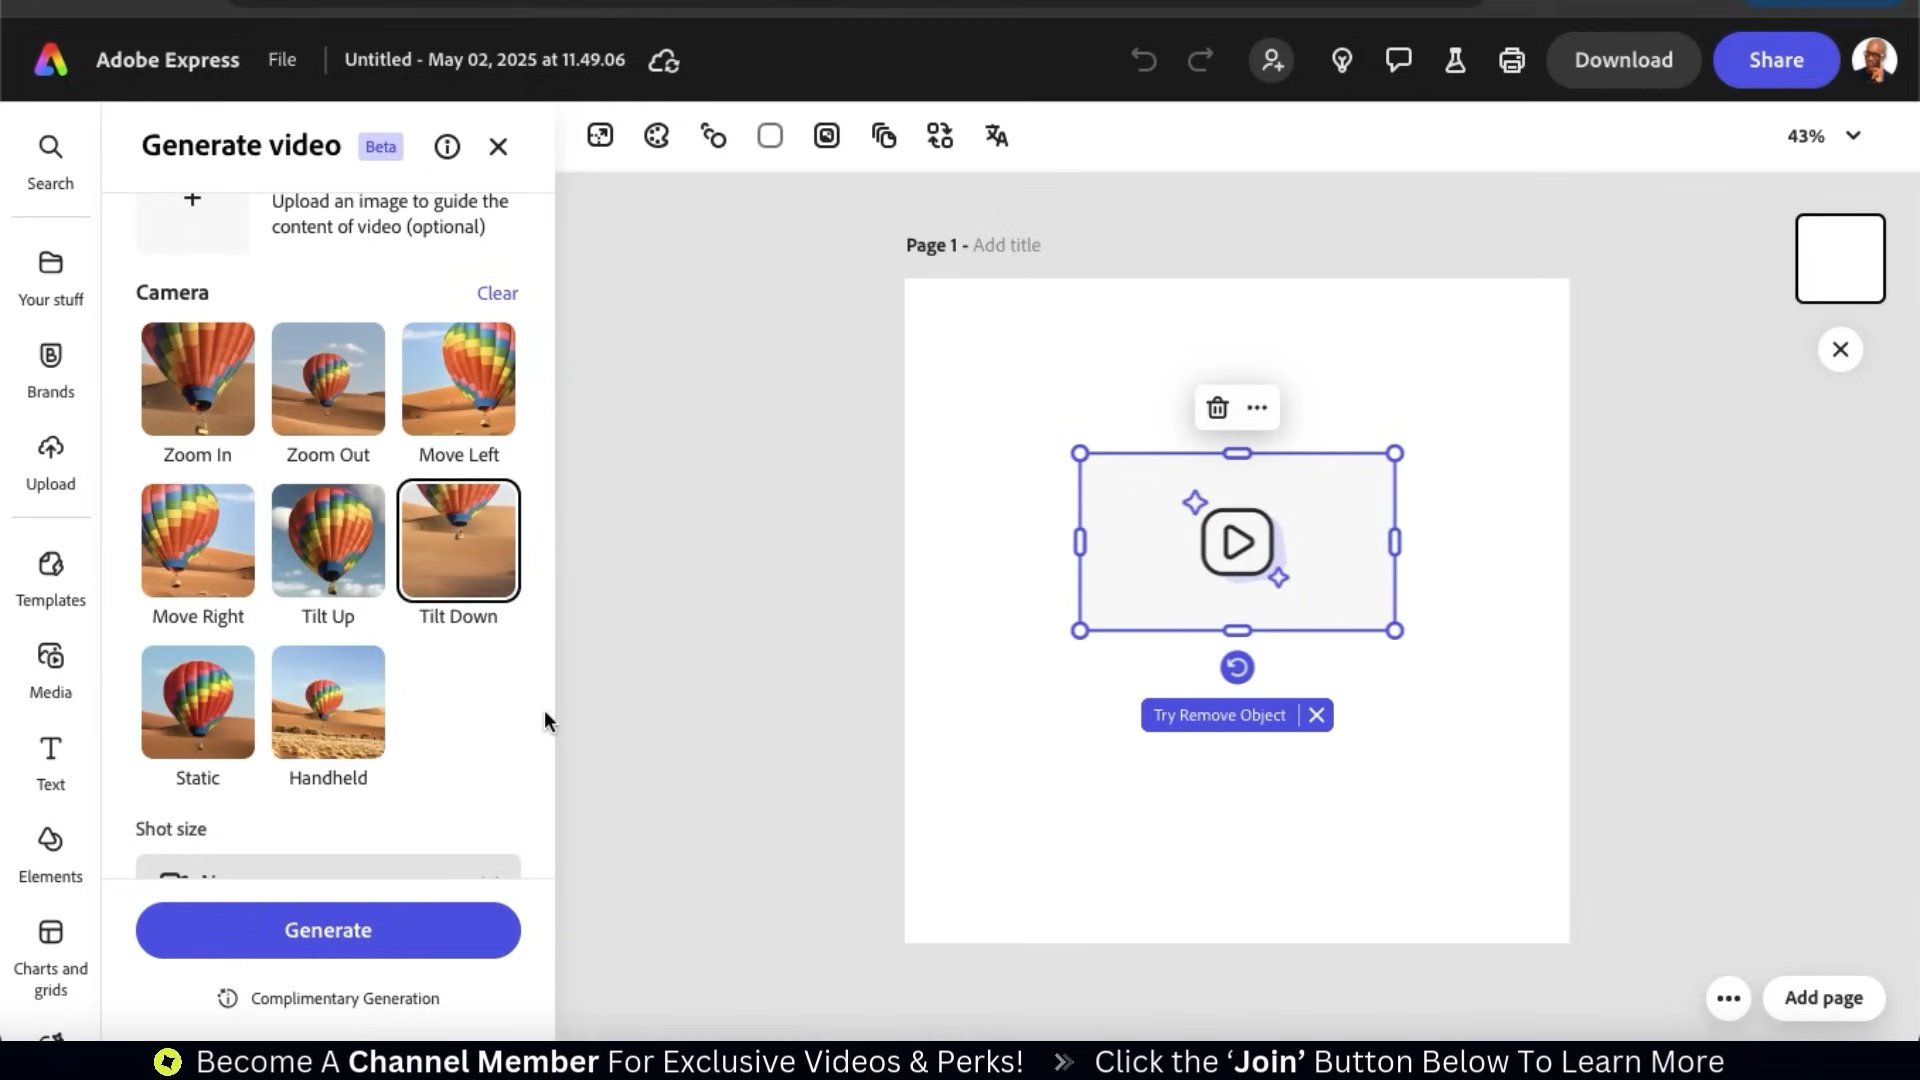 Adobe Express
File
Untitled - May 02, 2025 at 11.49.06
Download
Share
Search
Your stuff
Brands
Upload
Templates
Media
Text
Elements
Charts and
grids
Generate video
Beta
Upload an image to guide the
content of video (optional)
Camera
Clear
Zoom In
Zoom Out
Move Left
Move Right
Tilt Up
Tilt Down
Static
Handheld
Shot size
Generate
Complimentary Generation
43%
Page 1 - Add title
Try Remove Object
Add page
Become A Channel Member For Exclusive Videos & Perks! Click the ‘Join’ Button Below To Learn More